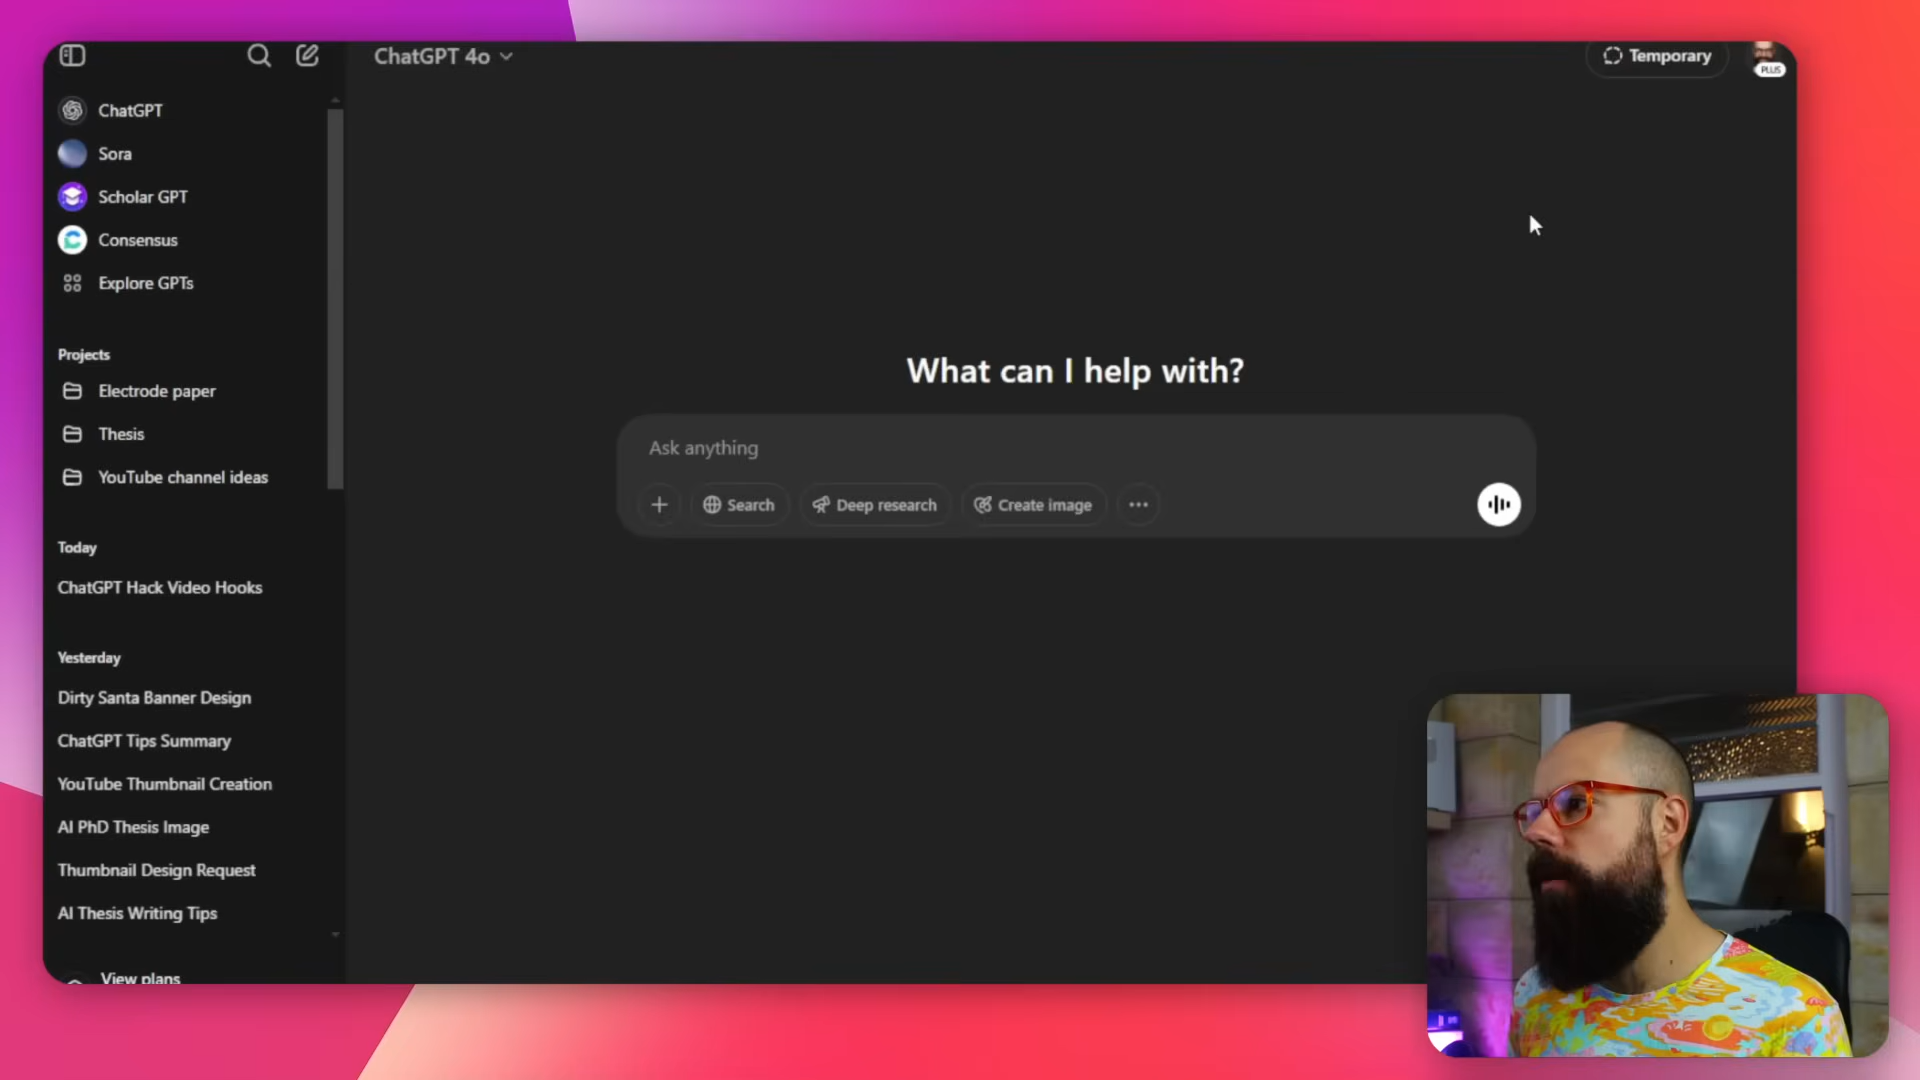 ChatGPT 4o
Temporary
PLUS
ChatGPT
Sora
Scholar GPT
Consensus
Explore GPTs
Projects
Electrode paper
Thesis
YouTube channel ideas
Today
ChatGPT Hack Video Hooks
Yesterday
Dirty Santa Banner Design
ChatGPT Tips Summary
YouTube Thumbnail Creation
AI PhD Thesis Image
Thumbnail Design Request
AI Thesis Writing Tips
View plans
What can I help with?
Ask anything
Search
Deep research
Create image